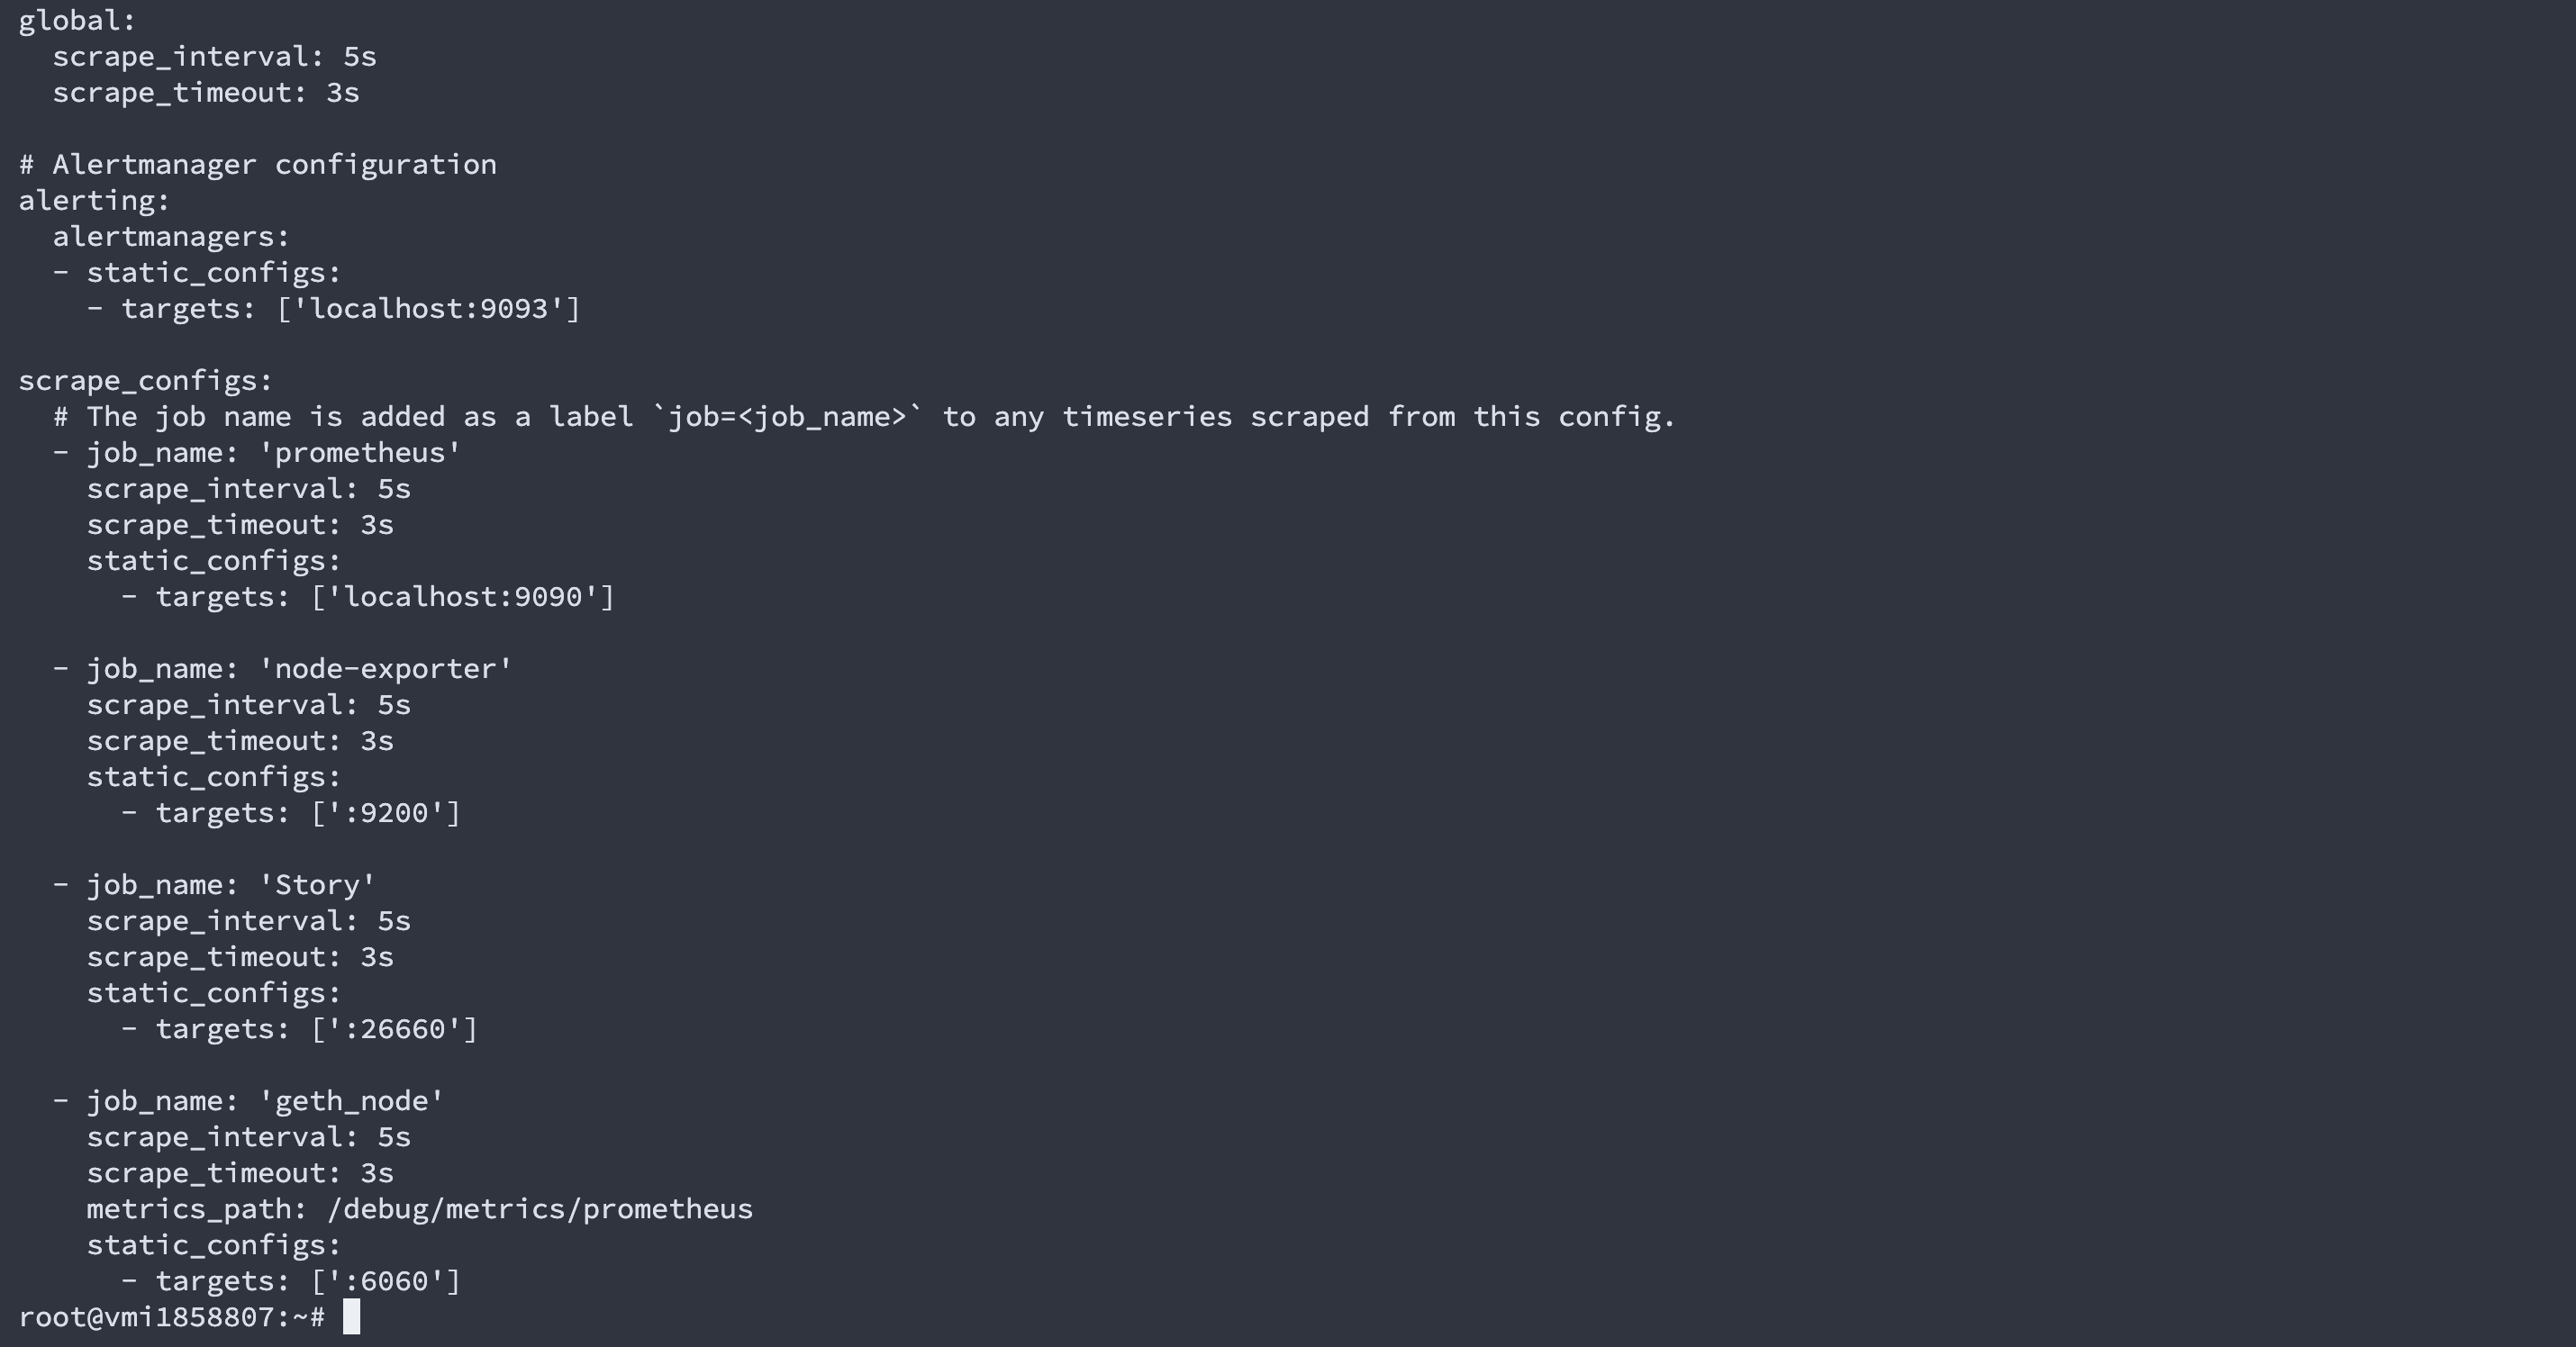 global:
  scrape_interval: 5s
  scrape_timeout: 3s

# Alertmanager configuration
alerting:
  alertmanagers:
  - static_configs:
    - targets: ['localhost:9093']

scrape_configs:
  # The job name is added as a label `job=<job_name>` to any timeseries scraped from this config.
  - job_name: 'prometheus'
    scrape_interval: 5s
    scrape_timeout: 3s
    static_configs:
      - targets: ['localhost:9090']

  - job_name: 'node-exporter'
    scrape_interval: 5s
    scrape_timeout: 3s
    static_configs:
      - targets: [':9200']

  - job_name: 'Story'
    scrape_interval: 5s
    scrape_timeout: 3s
    static_configs:
      - targets: [':26660']

  - job_name: 'geth_node'
    scrape_interval: 5s
    scrape_timeout: 3s
    metrics_path: /debug/metrics/prometheus
    static_configs:
      - targets: [':6060']
root@vmi1858807:~#